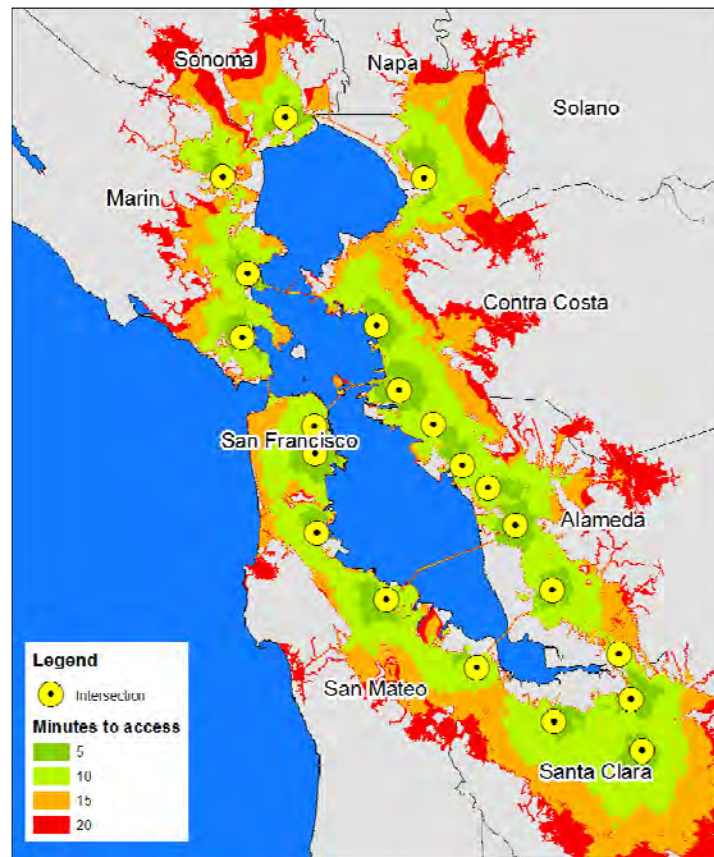 Sonoma
Napa
Solano
Marin
Contra Costa
San Francisco
Alameda
San Mateo
Santa Clara
Legend
Intersection
Minutes to access
5
10
15
20